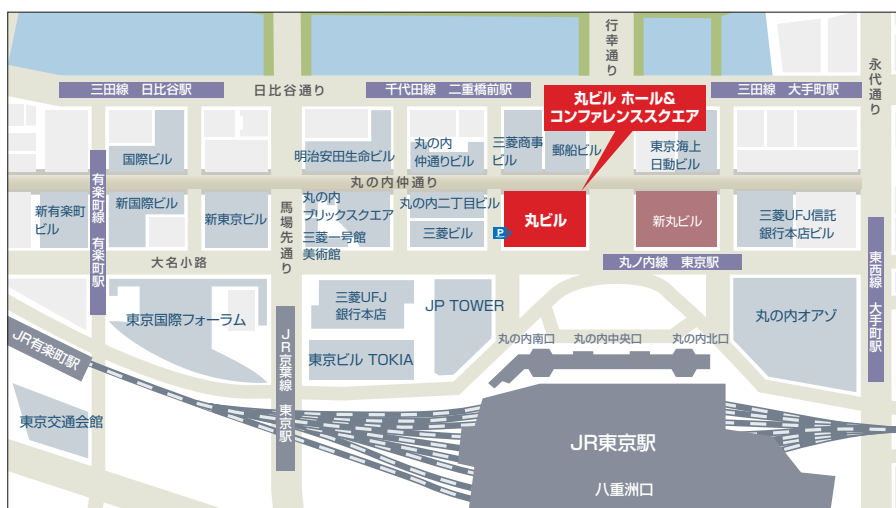 行幸通り
永代通り
三田線 日比谷駅
日比谷通り
千代田線 二重橋前駅
三田線 大手町駅
丸ビル ホール&
コンファレンススクエア
国際ビル
明治安田生命ビル
丸の内
仲通りビル
三菱商事
ビル
郵船ビル
東京海上
日動ビル
丸の内仲通り
有楽町線 有楽町駅
新有楽町
ビル
新国際ビル
新東京ビル
馬場先通り
丸の内
ブリックスクエア
三菱一号館
美術館
丸の内二丁目ビル
三菱ビル
P
丸ビル
新丸ビル
三菱UFJ信託
銀行本店ビル
大名小路
丸ノ内線 東京駅
東西線 大手町駅
東京国際フォーラム
三菱UFJ
銀行本店
JP TOWER
丸の内オアゾ
JR有楽町駅
JR京葉線 東京駅
東京ビル TOKIA
丸の内南口
丸の内中央口
丸の内北口
東京交通会館
JR東京駅
八重洲口